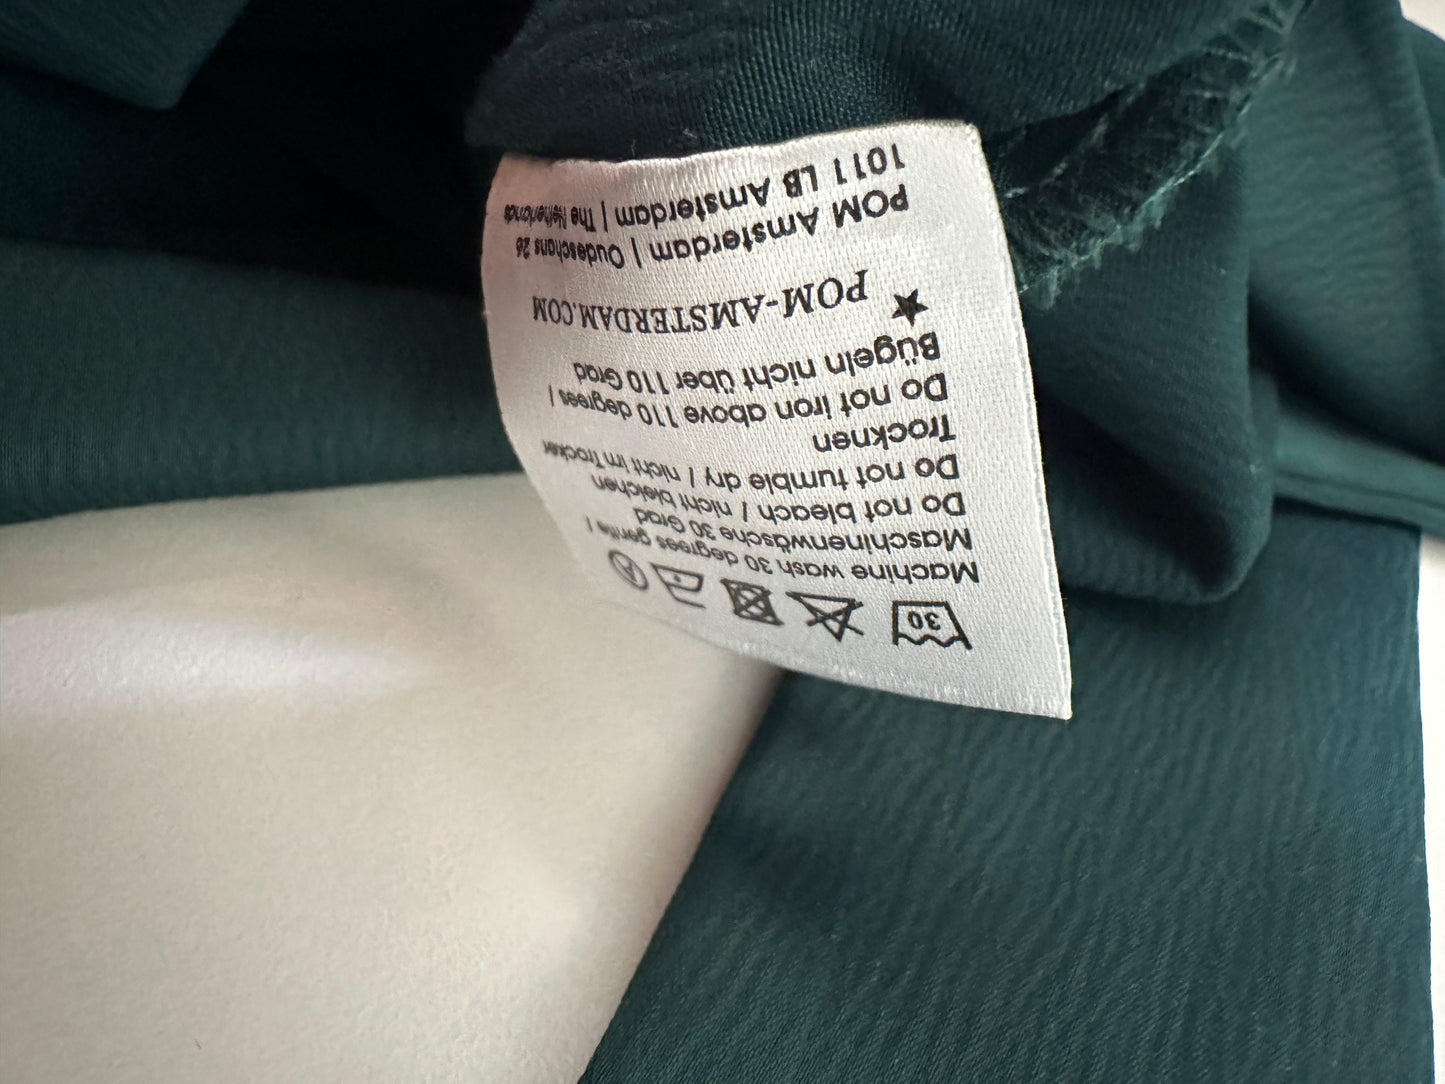 30
Machine wash 30 degrees gentle /
Maschinenwäsche 30 Grad
Do not bleach / nicht bleichen
Do not tumble dry / nicht im Trocker
Trocknen
Do not iron above 110 degrees /
Bügeln nicht über 110 Grad
POM-AMSTERDAM.COM
POM Amsterdam | Oudeschans 26
1011 LB Amsterdam | The Netherlands